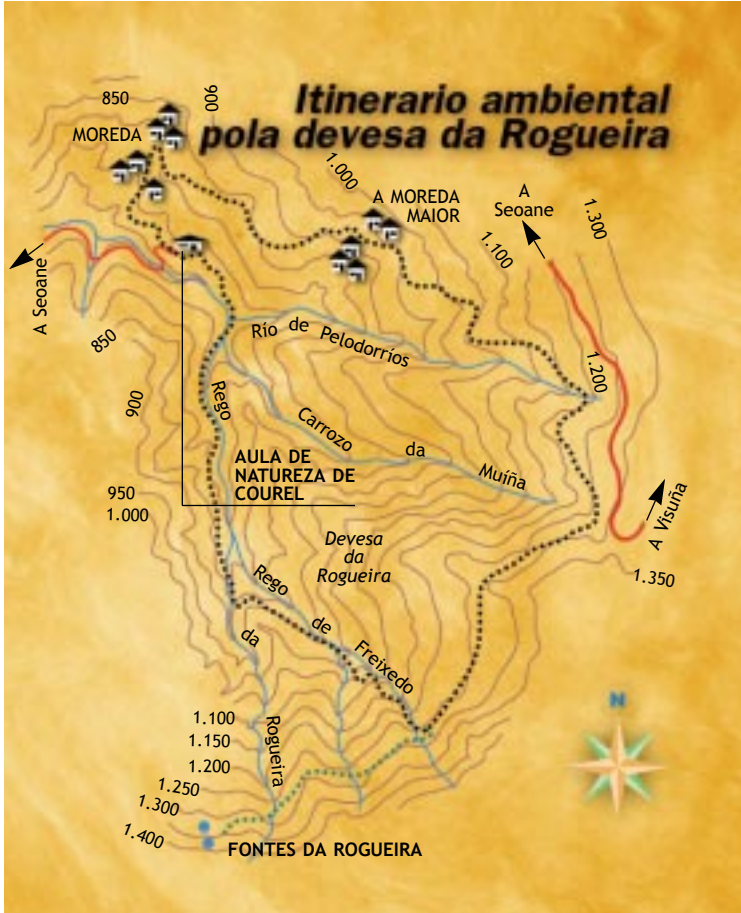 Itinerario ambiental
pola devesa da Rogueira
850
900
MOREDA
1.000
A MOREDA
MAIOR
A
Seoane
1.300
1.100
A Seoane
850
Río de Pelodorríos
1.200
900
Rego
Carrozo da Muíña
AULA DE
NATUREZA DE
COUREL
950
1.000
A Visuña
Devesa
da
Rogueira
1.350
Rego de Freixedo
da
Rogueira
N
1.100
1.150
1.200
1.250
1.300
1.400
FONTES DA ROGUEIRA